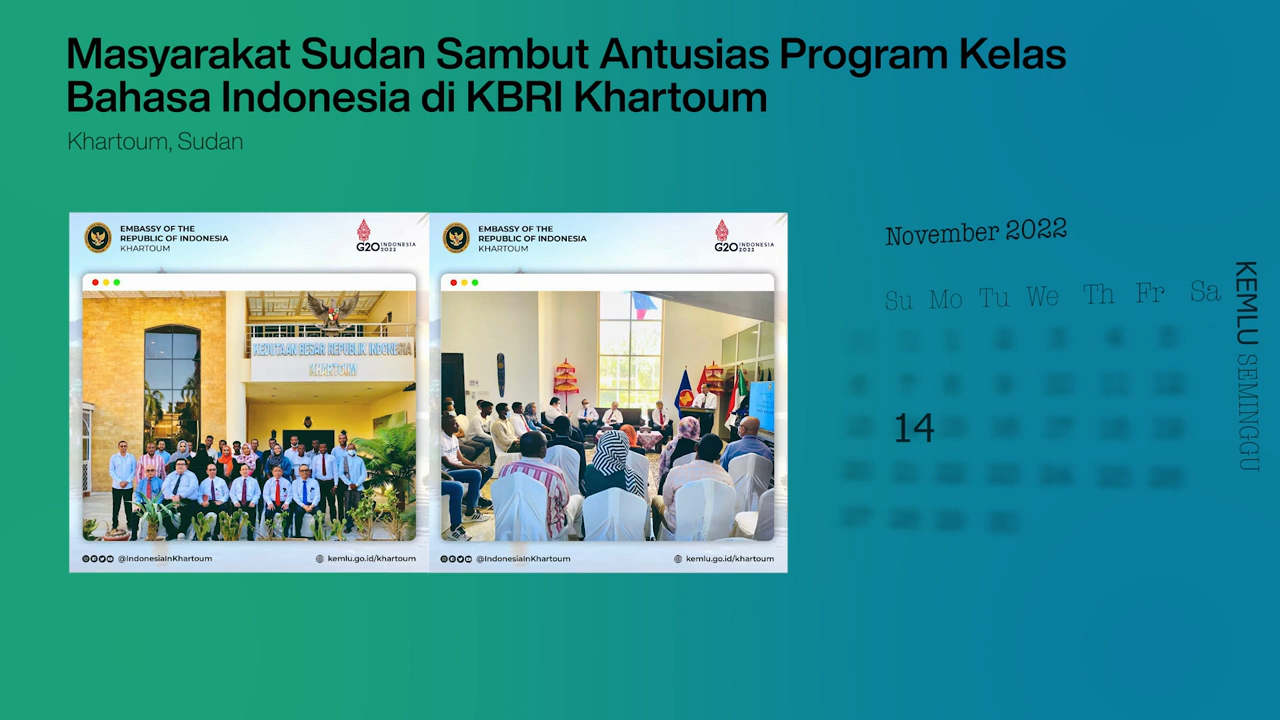 Masyarakat Sudan Sambut Antusias Program Kelas
Bahasa Indonesia di KBRI Khartoum
Khartoum, Sudan
EMBASSY OF THE
REPUBLIC OF INDONESIA
KHARTOUM
G20 INDONESIA
2022
KEDUTAAN BESAR REPUBLIK INDONESIA
KHARTOUM
@IndonesiaInKhartoum
kemlu.go.id/khartoum
EMBASSY OF THE
REPUBLIC OF INDONESIA
KHARTOUM
G20 INDONESIA
2022
@IndonesiaInKhartoum
kemlu.go.id/khartoum
November 2022
Su Mo Tu We Th Fr Sa
14
KEMLU SEMINGGU